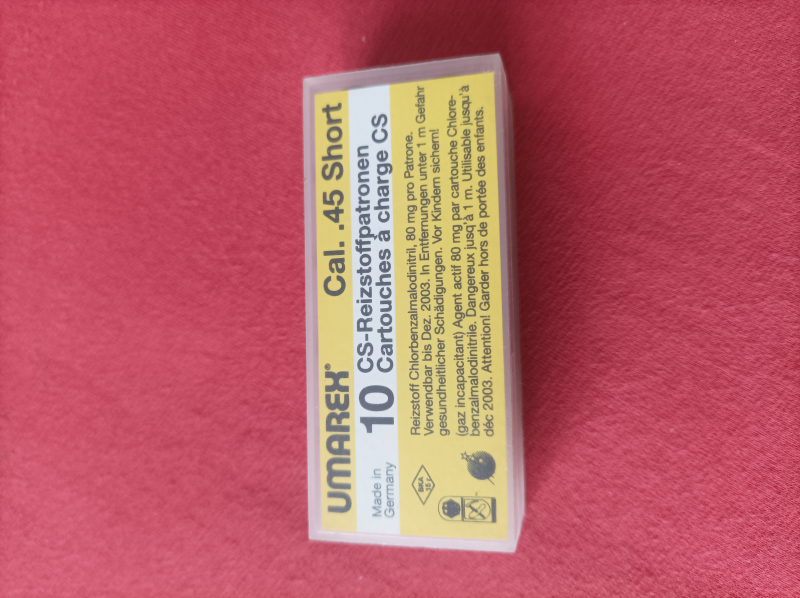 UMAREX® Cal. .45 Short
Made in
Germany
10
CS-Reizstoffpatronen
Cartouches à charge CS
Reizstoff Chlorbenzalmalodinitril, 80 mg pro Patrone.
Verwendbar bis Dez. 2003. In Entfernungen unter 1 m Gefahr
gesundheitlicher Schädigungen. Vor Kindern sichern!
(gaz incapacitant) Agent actif 80 mg par cartouche Chlore-
benzalmalodinitrile. Dangereux jusq'à 1 m. Utilisable jusqu'à
déc 2003. Attention! Garder hors de portée des enfants.
BKA